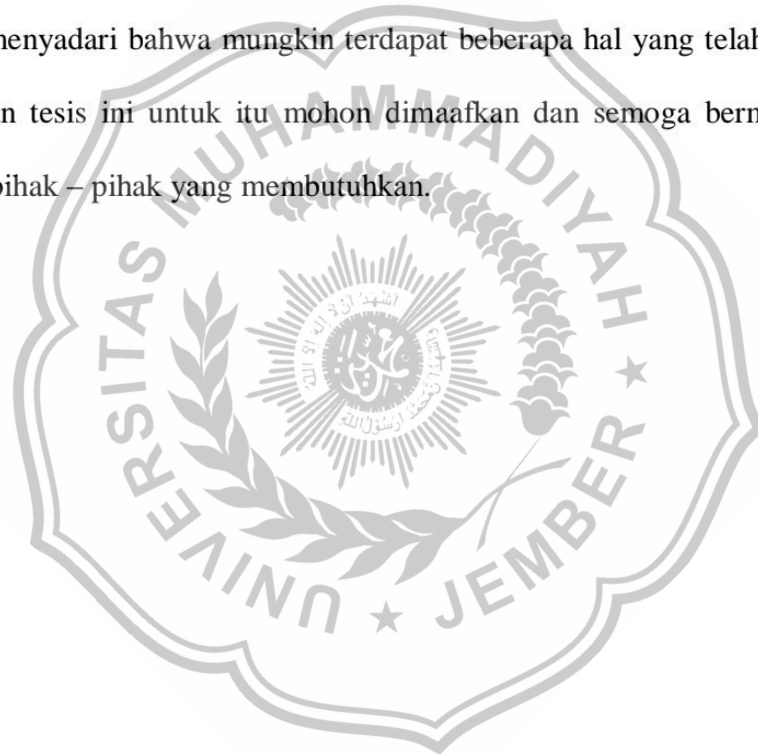 menyadari bahwa mungkin terdapat beberapa hal yang telah
n tesis ini untuk itu mohon dimaafkan dan semoga
pihak – pihak yang membutuhkan.
UNIVERSITAS MUHAMMADIYAH JEMBER